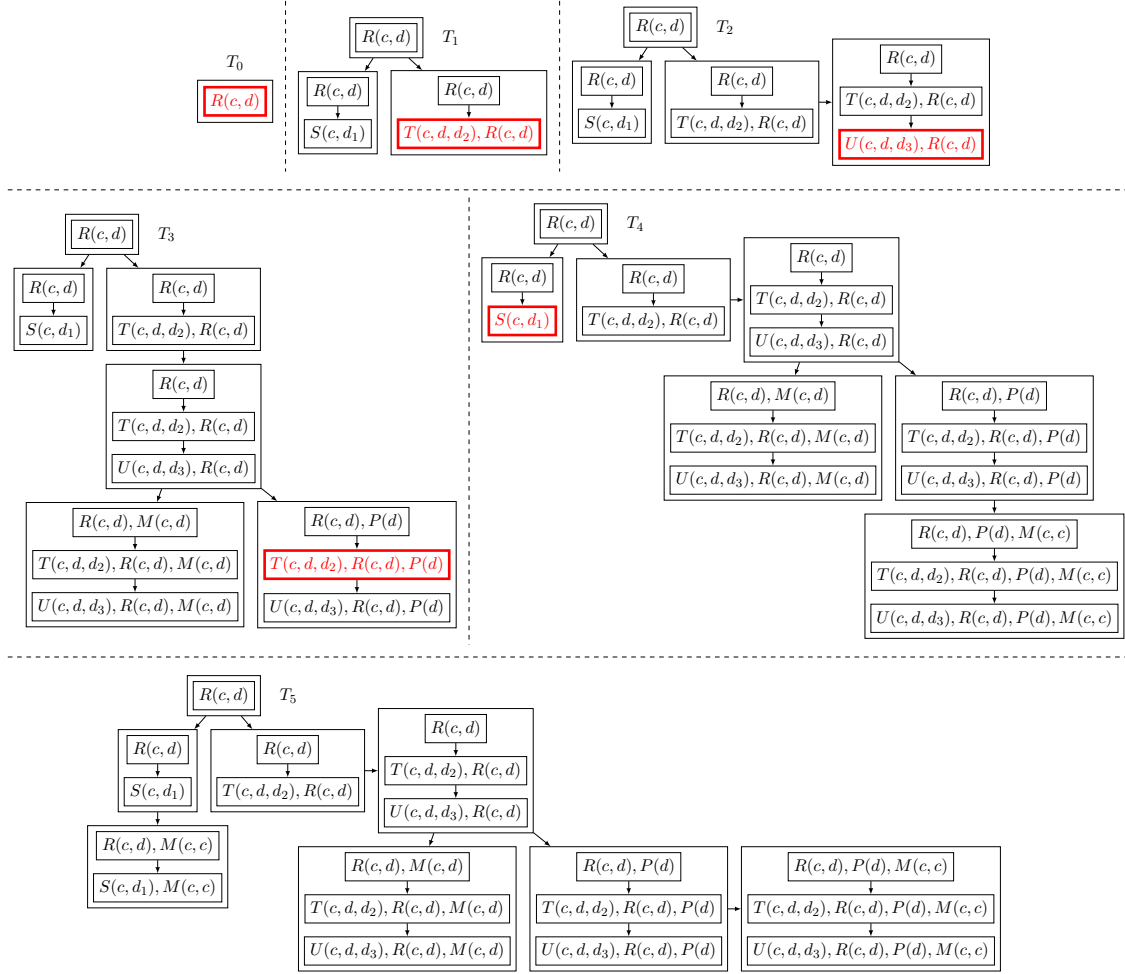 T₀
R(c, d)
R(c, d)
T₁
R(c, d)
S(c, d₁)
R(c, d)
T(c, d, d₂), R(c, d)
R(c, d)
T₂
R(c, d)
S(c, d₁)
R(c, d)
T(c, d, d₂), R(c, d)
R(c, d)
T(c, d, d₂), R(c, d)
U(c, d, d₃), R(c, d)
R(c, d)
T₃
R(c, d)
S(c, d₁)
R(c, d)
T(c, d, d₂), R(c, d)
R(c, d)
T(c, d, d₂), R(c, d)
U(c, d, d₃), R(c, d)
R(c, d), M(c, d)
T(c, d, d₂), R(c, d), M(c, d)
U(c, d, d₃), R(c, d), M(c, d)
R(c, d), P(d)
T(c, d, d₂), R(c, d), P(d)
U(c, d, d₃), R(c, d), P(d)
R(c, d)
T₄
R(c, d)
S(c, d₁)
R(c, d)
T(c, d, d₂), R(c, d)
R(c, d)
T(c, d, d₂), R(c, d)
U(c, d, d₃), R(c, d)
R(c, d), M(c, d)
T(c, d, d₂), R(c, d), M(c, d)
U(c, d, d₃), R(c, d), M(c, d)
R(c, d), P(d)
T(c, d, d₂), R(c, d), P(d)
U(c, d, d₃), R(c, d), P(d)
R(c, d), P(d), M(c, c)
T(c, d, d₂), R(c, d), P(d), M(c, c)
U(c, d, d₃), R(c, d), P(d), M(c, c)
R(c, d)
T₅
R(c, d)
S(c, d₁)
R(c, d), M(c, c)
S(c, d₁), M(c, c)
R(c, d)
T(c, d, d₂), R(c, d)
R(c, d)
T(c, d, d₂), R(c, d)
U(c, d, d₃), R(c, d)
R(c, d), M(c, d)
T(c, d, d₂), R(c, d), M(c, d)
U(c, d, d₃), R(c, d), M(c, d)
R(c, d), P(d)
T(c, d, d₂), R(c, d), P(d)
U(c, d, d₃), R(c, d), P(d)
R(c, d), P(d), M(c, c)
T(c, d, d₂), R(c, d), P(d), M(c, c)
U(c, d, d₃), R(c, d), P(d), M(c, c)